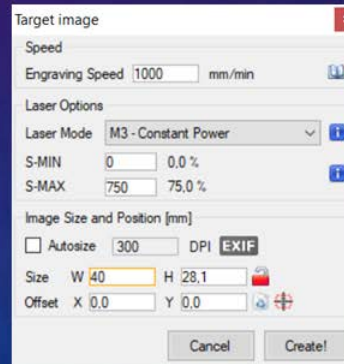 Target image
Speed
Engraving Speed 1000 mm/min
Laser Options
Laser Mode M3 - Constant Power
S-MIN 0 0,0 %
S-MAX 750 75,0 %
Image Size and Position [mm]
Autosize 300 DPI EXIF
Size W 40 H 28,1
Offset X 0,0 Y 0,0
Cancel Create!